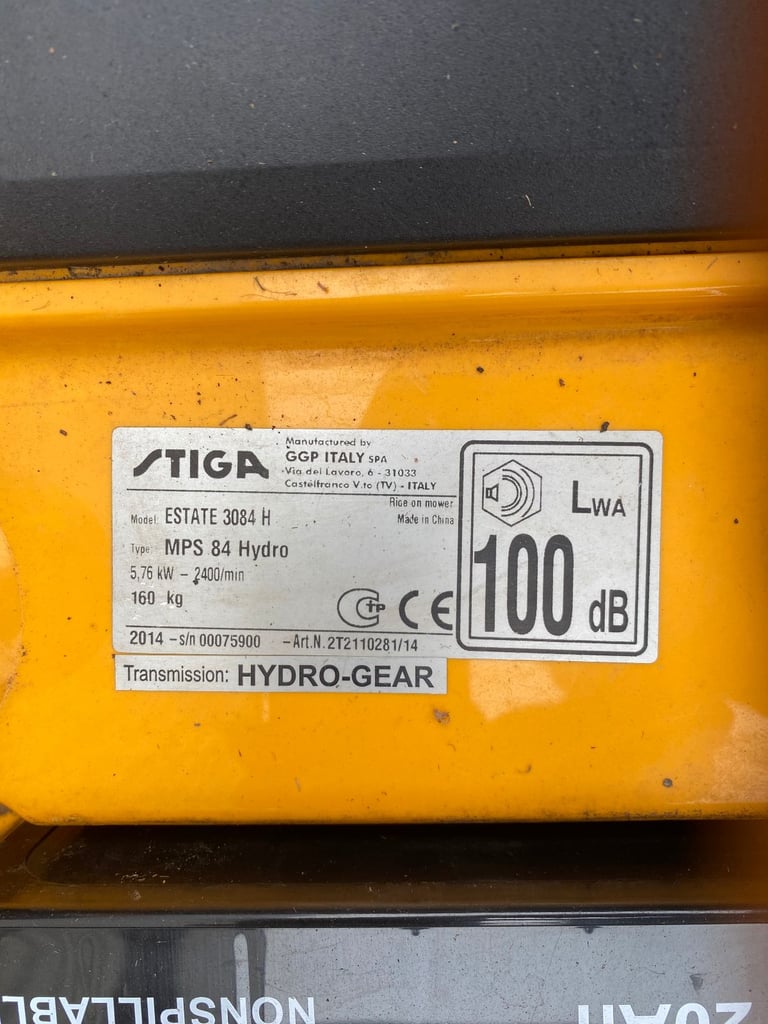 STIGA
Manufactured by
GGP ITALY SPA
Via del Lavoro, 6 - 31033
Castelfranco V.to (TV) - ITALY
Rice on mower
Made in China
Model: ESTATE 3084 H
Type: MPS 84 Hydro
5,76 kW – 2400/min
160 kg
CE
2014 – s/n 00075900 – Art.N. 2T2110281/14
LWA
100 dB
Transmission: HYDRO-GEAR
NONSPILLABL
20AH